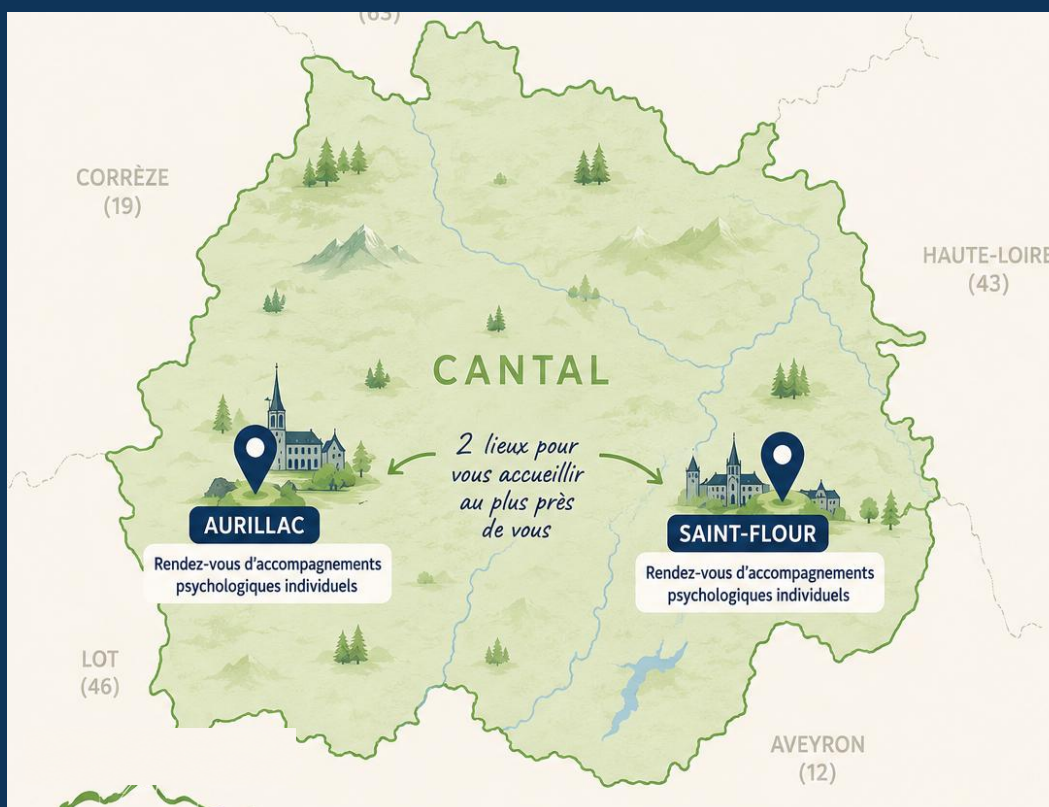 (63)
CORRÈZE
(19)
HAUTE-LOIRE
(43)
CANTAL
2 lieux pour
vous accueillir
au plus près
de vous
AURILLAC
Rendez-vous d'accompagnements
psychologiques individuels
SAINT-FLOUR
Rendez-vous d'accompagnements
psychologiques individuels
LOT
(46)
AVEYRON
(12)